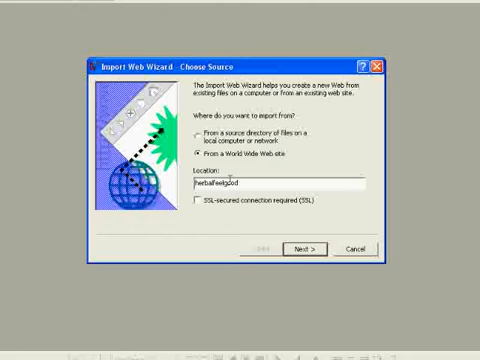 Import Web Wizard - Choose Source
The Import Web Wizard helps you create a new Web from
existing files on a computer or from an existing web site.
Where do you want to import from?
From a source directory of files on a
local computer or network
From a World Wide Web site
Location:
herbalfeelgood
SSL-secured connection required (SSL)
Next >
Cancel